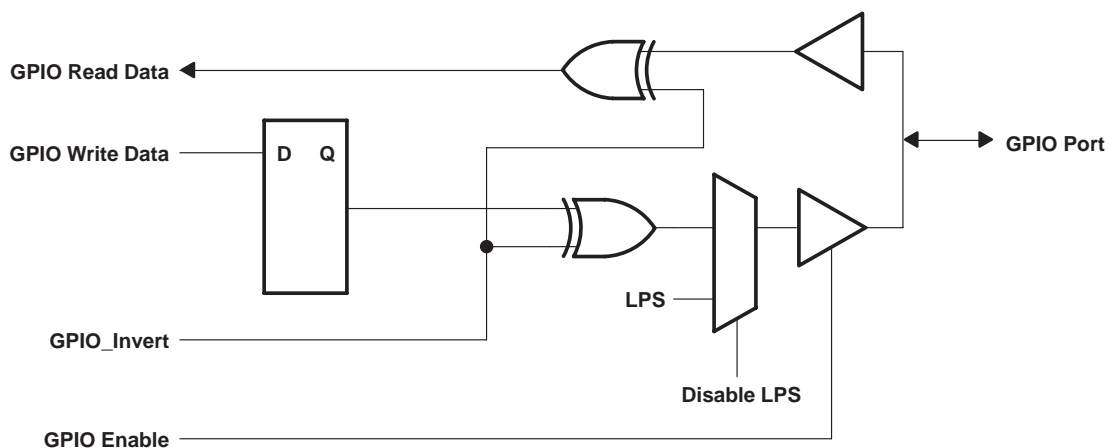 GPIO Read Data
GPIO Write Data
D Q
GPIO Port
LPS
GPIO_Invert
Disable LPS
GPIO Enable